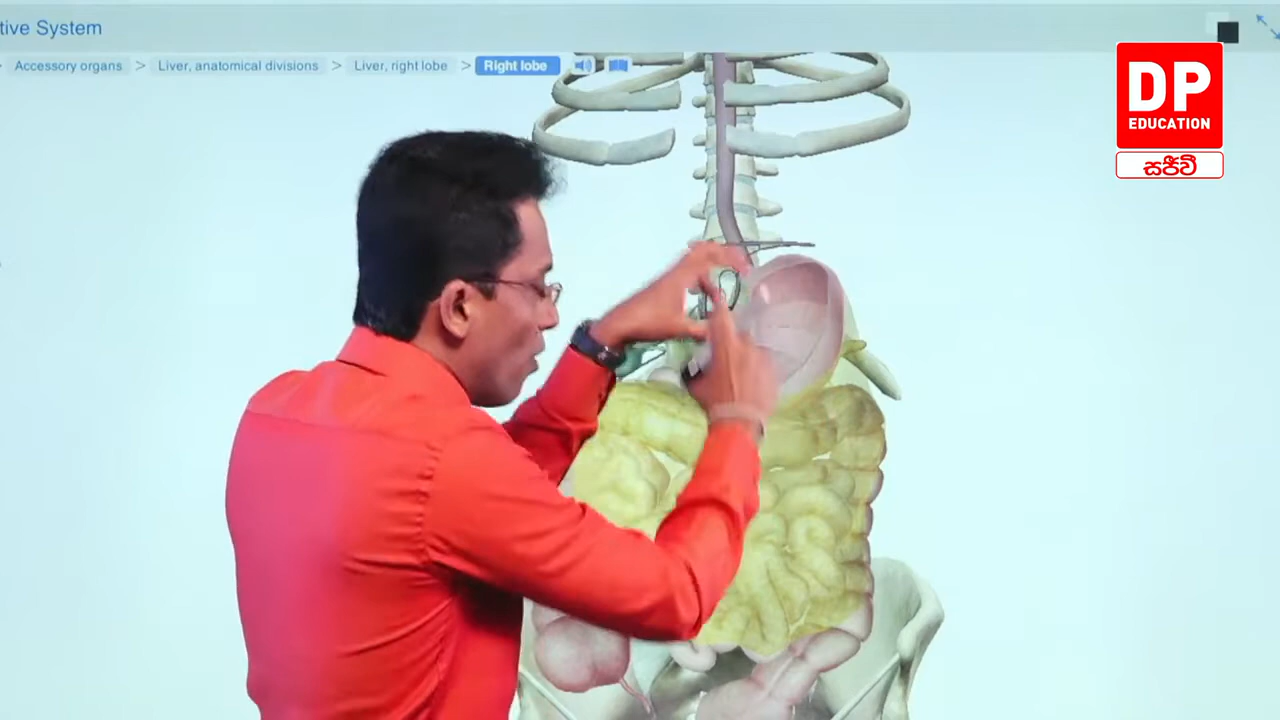 tive System
Accessory organs > Liver, anatomical divisions > Liver, right lobe > Right lobe
DP
EDUCATION
සජීවී